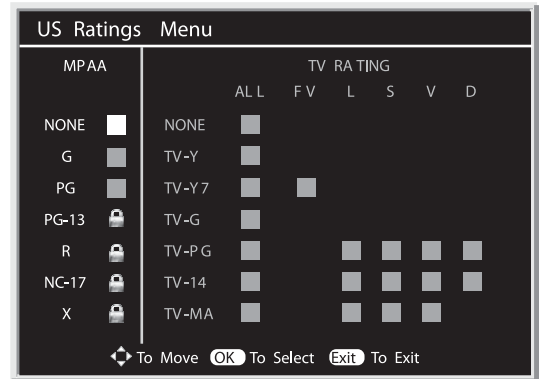 US Ratings Menu
MPAA TV RATING
ALL FV L S V D
NONE NONE
G TV-Y
PG TV-Y7
PG-13 TV-G
R TV-PG
NC-17 TV-14
X TV-MA
To Move OK To Select Exit To Exit